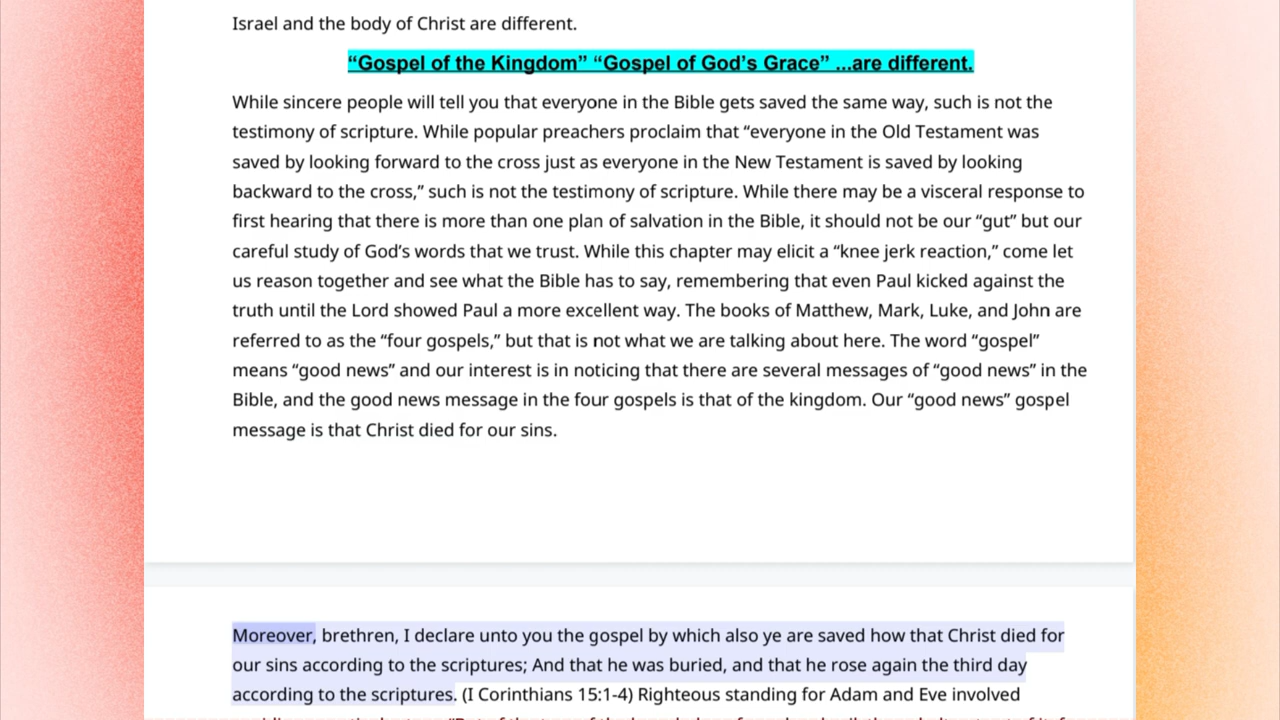 Israel and the body of Christ are different.
“Gospel of the Kingdom” “Gospel of God’s Grace” ...are different.
While sincere people will tell you that everyone in the Bible gets saved the same way, such is not the
testimony of scripture. While popular preachers proclaim that “everyone in the Old Testament was
saved by looking forward to the cross just as everyone in the New Testament is saved by looking
backward to the cross,” such is not the testimony of scripture. While there may be a visceral response to
first hearing that there is more than one plan of salvation in the Bible, it should not be our “gut” but our
careful study of God’s words that we trust. While this chapter may elicit a “knee jerk reaction,” come let
us reason together and see what the Bible has to say, remembering that even Paul kicked against the
truth until the Lord showed Paul a more excellent way. The books of Matthew, Mark, Luke, and John are
referred to as the “four gospels,” but that is not what we are talking about here. The word “gospel”
means “good news” and our interest is in noticing that there are several messages of “good news” in the
Bible, and the good news message in the four gospels is that of the kingdom. Our “good news” gospel
message is that Christ died for our sins.
Moreover, brethren, I declare unto you the gospel by which also ye are saved how that Christ died for
our sins according to the scriptures; And that he was buried, and that he rose again the third day
according to the scriptures. (I Corinthians 15:1-4) Righteous standing for Adam and Eve involved